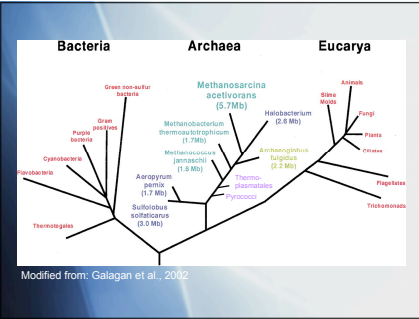 Bacteria
Archaea
Eucarya
Green non-sulfur
bacteria
Gram
positives
Purple
bacteria
Cyanobacteria
Flavobacteria
Thermotogales
Methanosarcina
acetivorans
(5.7Mb)
Halobacterium
(2.6 Mb)
Methanobacterium
thermoautotrophicum
(1.7Mb)
Methanococcus
jannaschii
(1.8 Mb)
Archaeoglobus
fulgidus
(2.2 Mb)
Aeropyrum
pernix
(1.7 Mb)
Thermo-
plasmatales
Pyrococci
Sulfolobus
solfaticarus
(3.0 Mb)
Animals
Slime
Molds
Fungi
Plants
Ciliates
Flagellates
Trichomonads
Modified from: Galagan et al., 2002